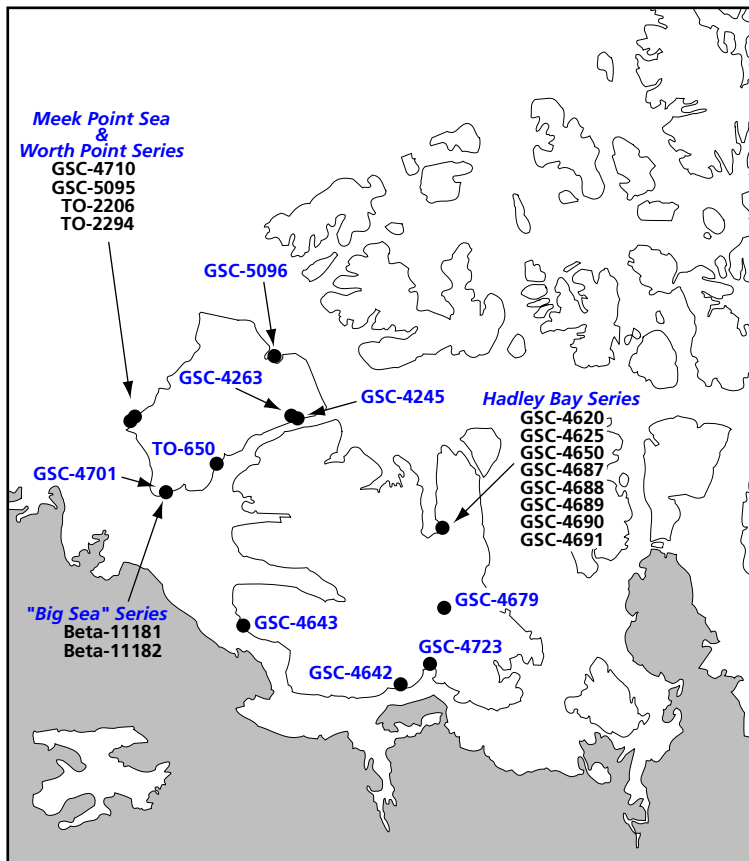 Meek Point Sea
&
Worth Point Series
GSC-4710
GSC-5095
TO-2206
TO-2294
GSC-5096
GSC-4263
GSC-4245
Hadley Bay Series
GSC-4620
GSC-4625
GSC-4650
GSC-4687
GSC-4688
GSC-4689
GSC-4690
GSC-4691
TO-650
GSC-4701
"Big Sea" Series
Beta-11181
Beta-11182
GSC-4643
GSC-4679
GSC-4723
GSC-4642